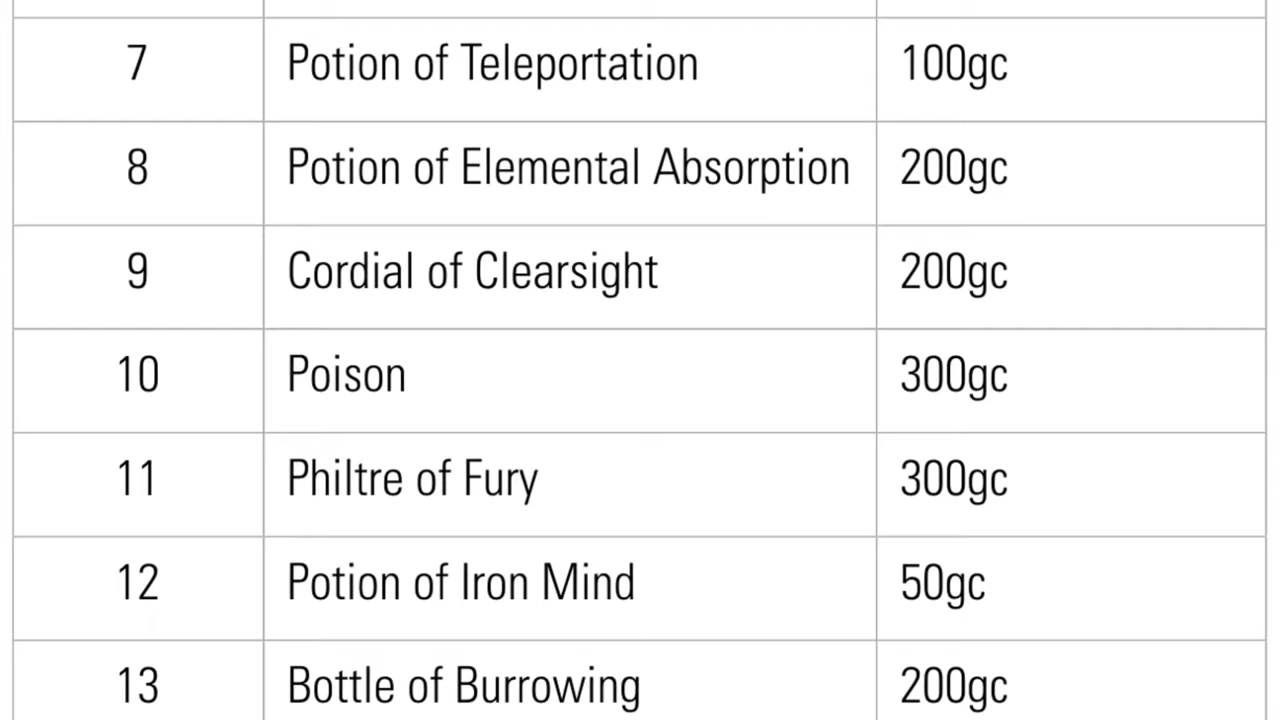 7 Potion of Teleportation 100gc
8 Potion of Elemental Absorption 200gc
9 Cordial of Clearsight 200gc
10 Poison 300gc
11 Philtre of Fury 300gc
12 Potion of Iron Mind 50gc
13 Bottle of Burrowing 200gc